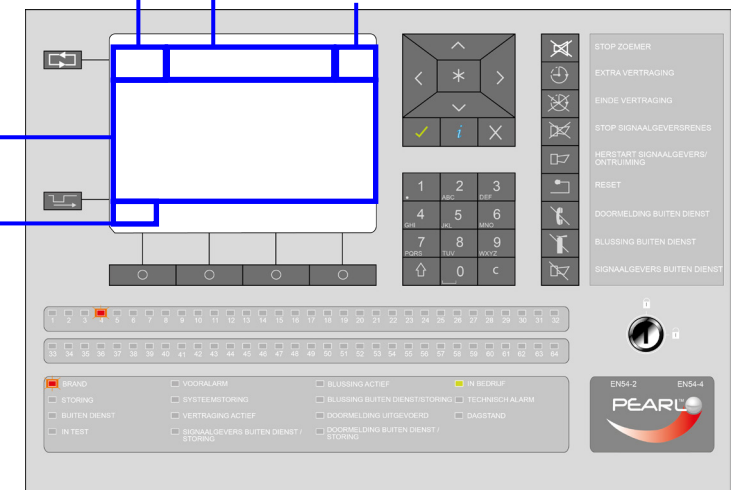 STOP ZOEMER
EXTRA VERTRAGING
EINDE VERTRAGING
STOP SIGNAALGEVERSRENES
HERSTART SIGNAALGEVERS/
ONTRUIMING
RESET
DOORMELDING BUITEN DIENST
BLUSSING BUITEN DIENST
SIGNAALGEVERS BUITEN DIENST
i
1 2 3
ABC DEF
4 5 6
GHI JKL MNO
7 8 9
PQRS TUV WXYZ
0 C
1 2 3 4 5 6 7 8 9 10 11 12 13 14 15 16 17 18 19 20 21 22 23 24 25 26 27 28 29 30 31 32
33 34 35 36 37 38 39 40 41 42 43 44 45 46 47 48 49 50 51 52 53 54 55 56 57 58 59 60 61 62 63 64
BRAND VOORALARM BLUSSING ACTIEF IN BEDRIJF
STORING SYSTEEMSTORING BLUSSING BUITEN DIENST/STORING TECHNISCH ALARM
BUITEN DIENST VERTRAGING ACTIEF DOORMELDING UITGEVOERD DAGSTAND
IN TEST SIGNAALGEVERS BUITEN DIENST / DOORMELDING BUITEN DIENST /
STORING STORING
EN54-2 EN54-4
PEARL™